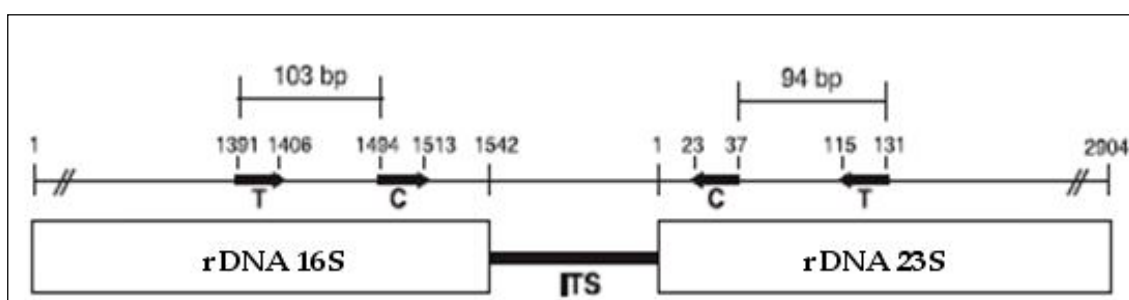 103 bp 94 bp
1 1391 1406 1494 1513 1542 1 23 37 115 131 2904
T C C T
rDNA 16S rDNA 23S
ITS